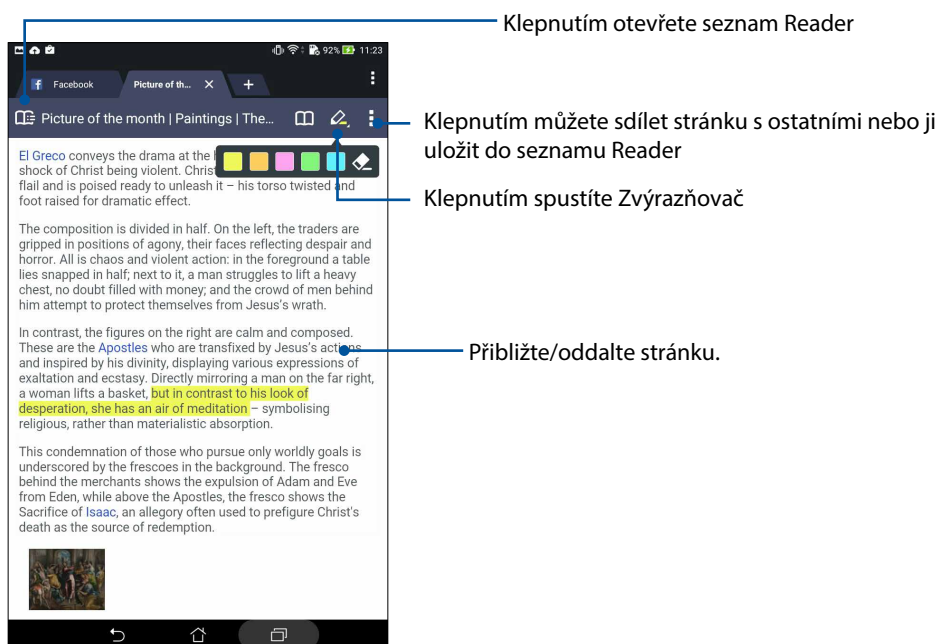 Klepnutím otevřete seznam Reader
92% 11:23
Facebook
Picture of th...
Picture of the month | Paintings | The...
Klepnutím můžete sdílet stránku s ostatními nebo ji
uložit do seznamu Reader
Klepnutím spustíte Zvýrazňovač
El Greco conveys the drama at the
shock of Christ being violent. Christ
flail and is poised ready to unleash it – his torso twisted and
foot raised for dramatic effect.
The composition is divided in half. On the left, the traders are
gripped in positions of agony, their faces reflecting despair and
horror. All is chaos and violent action: in the foreground a table
lies snapped in half; next to it, a man struggles to lift a heavy
chest, no doubt filled with money; and the crowd of men behind
him attempt to protect themselves from Jesus's wrath.
In contrast, the figures on the right are calm and composed.
These are the Apostles who are transfixed by Jesus's actions
and inspired by his divinity, displaying various expressions of
exaltation and ecstasy. Directly mirroring a man on the far right,
a woman lifts a basket, but in contrast to his look of
desperation, she has an air of meditation – symbolising
religious, rather than materialistic absorption.
Přibližte/oddalte stránku.
This condemnation of those who pursue only worldly goals is
underscored by the frescoes in the background. The fresco
behind the merchants shows the expulsion of Adam and Eve
from Eden, while above the Apostles, the fresco shows the
Sacrifice of Isaac, an allegory often used to prefigure Christ's
death as the source of redemption.